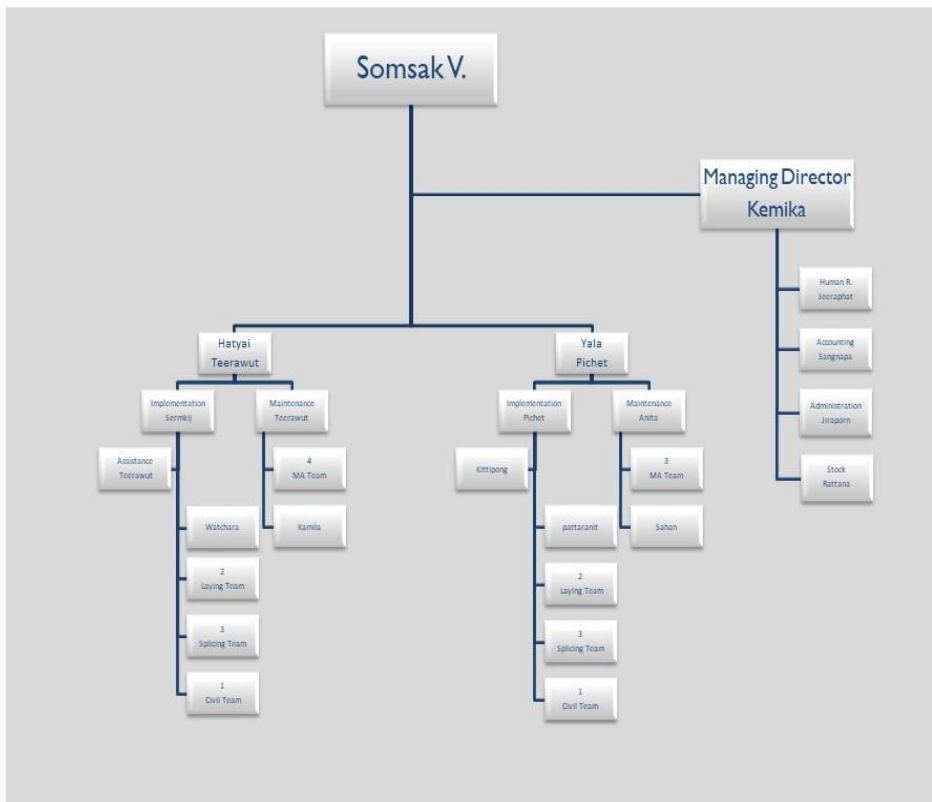 Somsak V.
Managing Director
Kemika
Human R.
Jeeraphat
Accounting
Sangnapa
Administration
Jiraporn
Stock
Rattana
Hatyai
Teerawut
Yala
Pichet
Implementation
Sermkij
Maintenance
Teerawut
Implementation
Pichet
Maintenance
Anita
Assistance
Teerawut
4
MA Team
Kittipong
3
MA Team
Watchara
Kamila
pattaranit
Sahan
2
Laying Team
2
Laying Team
3
Splicing Team
3
Splicing Team
1
Civil Team
1
Civil Team